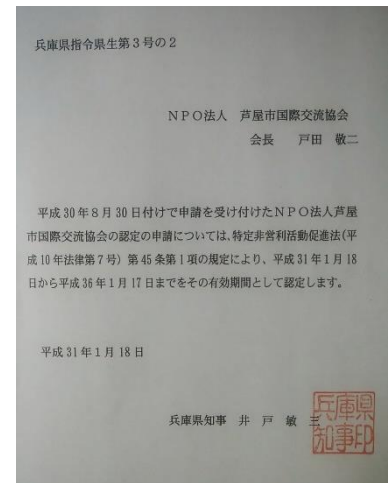 兵庫県指令県生第3号の2
NPO法人 芦屋市国際交流協会
会長 戸田 敬二
平成30年8月30日付けで申請を受け付けたNPO法人芦屋
市国際交流協会の認定の申請については、特定非営利活動促進法(平
成10年法律第7号)第45条第1項の規定により、平成31年1月18
日から平成36年1月17日までをその有効期間として認定します。
平成31年1月18日
兵庫県知事 井戸 敏三
兵庫県
知事印